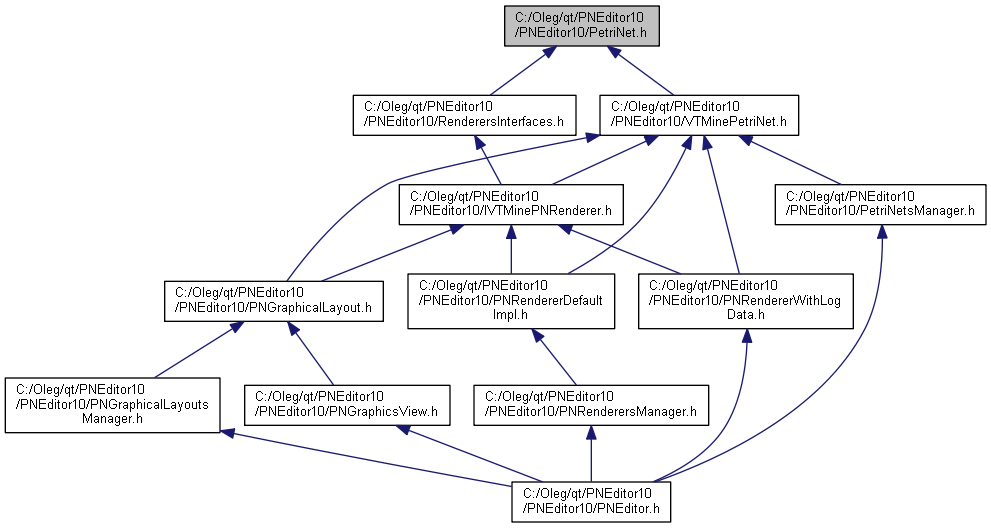 C:/Oleg/qt/PNEditor10
/PNEditor10/PetriNet.h
C:/Oleg/qt/PNEditor10
/PNEditor10/RenderersInterfaces.h
C:/Oleg/qt/PNEditor10
/PNEditor10/VTMinePetriNet.h
C:/Oleg/qt/PNEditor10
/PNEditor10/IVTMinePNRenderer.h
C:/Oleg/qt/PNEditor10
/PNEditor10/PetriNetsManager.h
C:/Oleg/qt/PNEditor10
/PNEditor10/PNGraphicalLayout.h
C:/Oleg/qt/PNEditor10
/PNEditor10/PNRendererDefault
Impl.h
C:/Oleg/qt/PNEditor10
/PNEditor10/PNRendererWithLog
Data.h
C:/Oleg/qt/PNEditor10
/PNEditor10/PNGraphicalLayouts
Manager.h
C:/Oleg/qt/PNEditor10
/PNEditor10/PNGraphicsView.h
C:/Oleg/qt/PNEditor10
/PNEditor10/PNRenderersManager.h
C:/Oleg/qt/PNEditor10
/PNEditor10/PNEditor.h